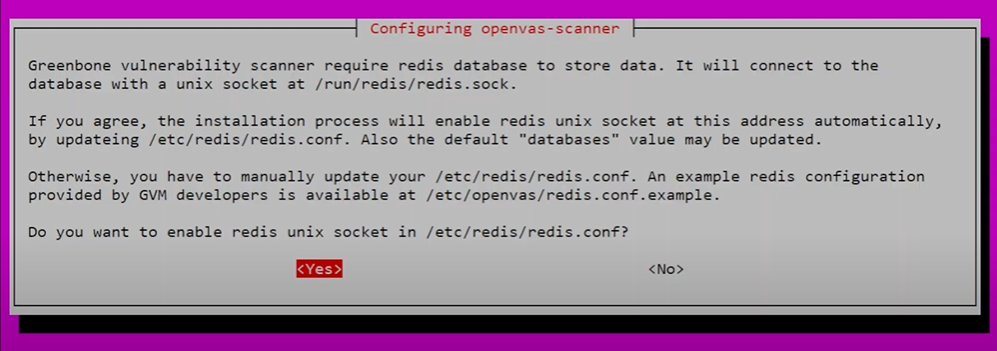 Configuring openvas-scanner
Greenbone vulnerability scanner require redis database to store data. It will connect to the
database with a unix socket at /run/redis/redis.sock.
If you agree, the installation process will enable redis unix socket at this address automatically,
by updateing /etc/redis/redis.conf. Also the default "databases" value may be updated.
Otherwise, you have to manually update your /etc/redis/redis.conf. An example redis configuration
provided by GVM developers is available at /etc/openvas/redis.conf.example.
Do you want to enable redis unix socket in /etc/redis/redis.conf?
<Yes> <No>